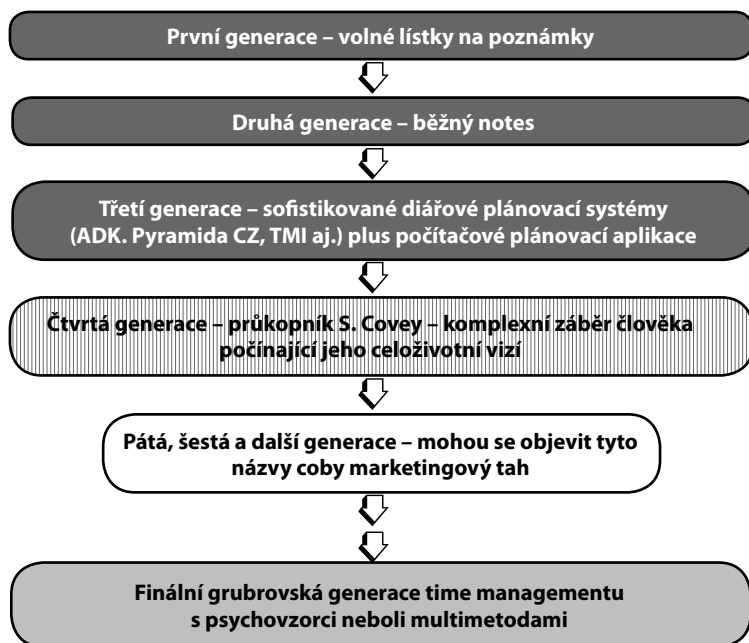 První generace – volné lístky na poznámky
Druhá generace – běžný notes
Třetí generace – sofistikované diářové plánovací systémy
(ADK. Pyramida CZ, TMI aj.) plus počítačové plánovací aplikace
Čtvrtá generace – průkopník S. Covey – komplexní záběr člověka
počínající jeho celoživotní vizí
Pátá, šestá a další generace – mohou se objevit tyto
názvy coby marketingový tah
Finální grubrovská generace time managementu
s psychovzorci neboli multimetodami